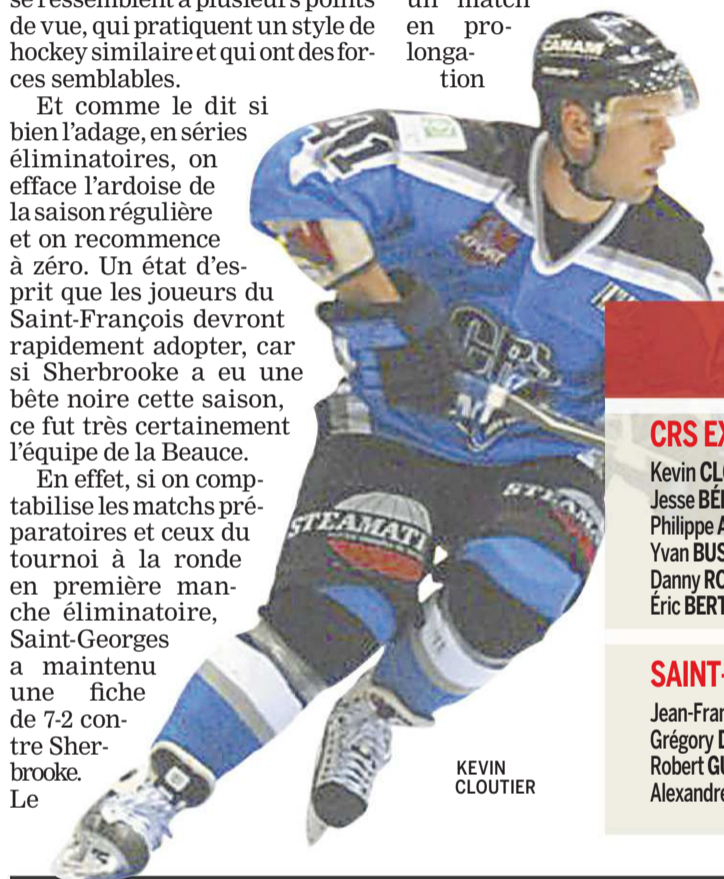 se ressemblent à plusieurs points
de vue, qui pratiquent un style de
hockey similaire et qui ont des for-
ces semblables.
Et comme le dit si
bien l’adage, en séries
éliminatoires, on
efface l’ardoise de
la saison régulière
et on recommence
à zéro. Un état d’es-
prit que les joueurs du
Saint-François devront
rapidement adopter, car
si Sherbrooke a eu une
bête noire cette saison,
ce fut très certainement
l’équipe de la Beauce.
En effet, si on comp-
tabilise les matchs pré-
paratoires et ceux du
tournoi à la ronde
en première man-
che éliminatoire,
Saint-Georges
a maintenu
une fiche
de 7-2 con-
tre Sher-
brooke.
Le
un match
en pro-
longa-
tion
CANAM
41
CRS
STEAMATI
STEAMA
KEVIN
CLOUTIER
CRS EX
Kevin CLO
Jesse BÉL
Philippe A
Yvan BUS
Danny RO
Éric BERT
SAINT-
Jean-Fran
Grégory D
Robert GU
Alexandre